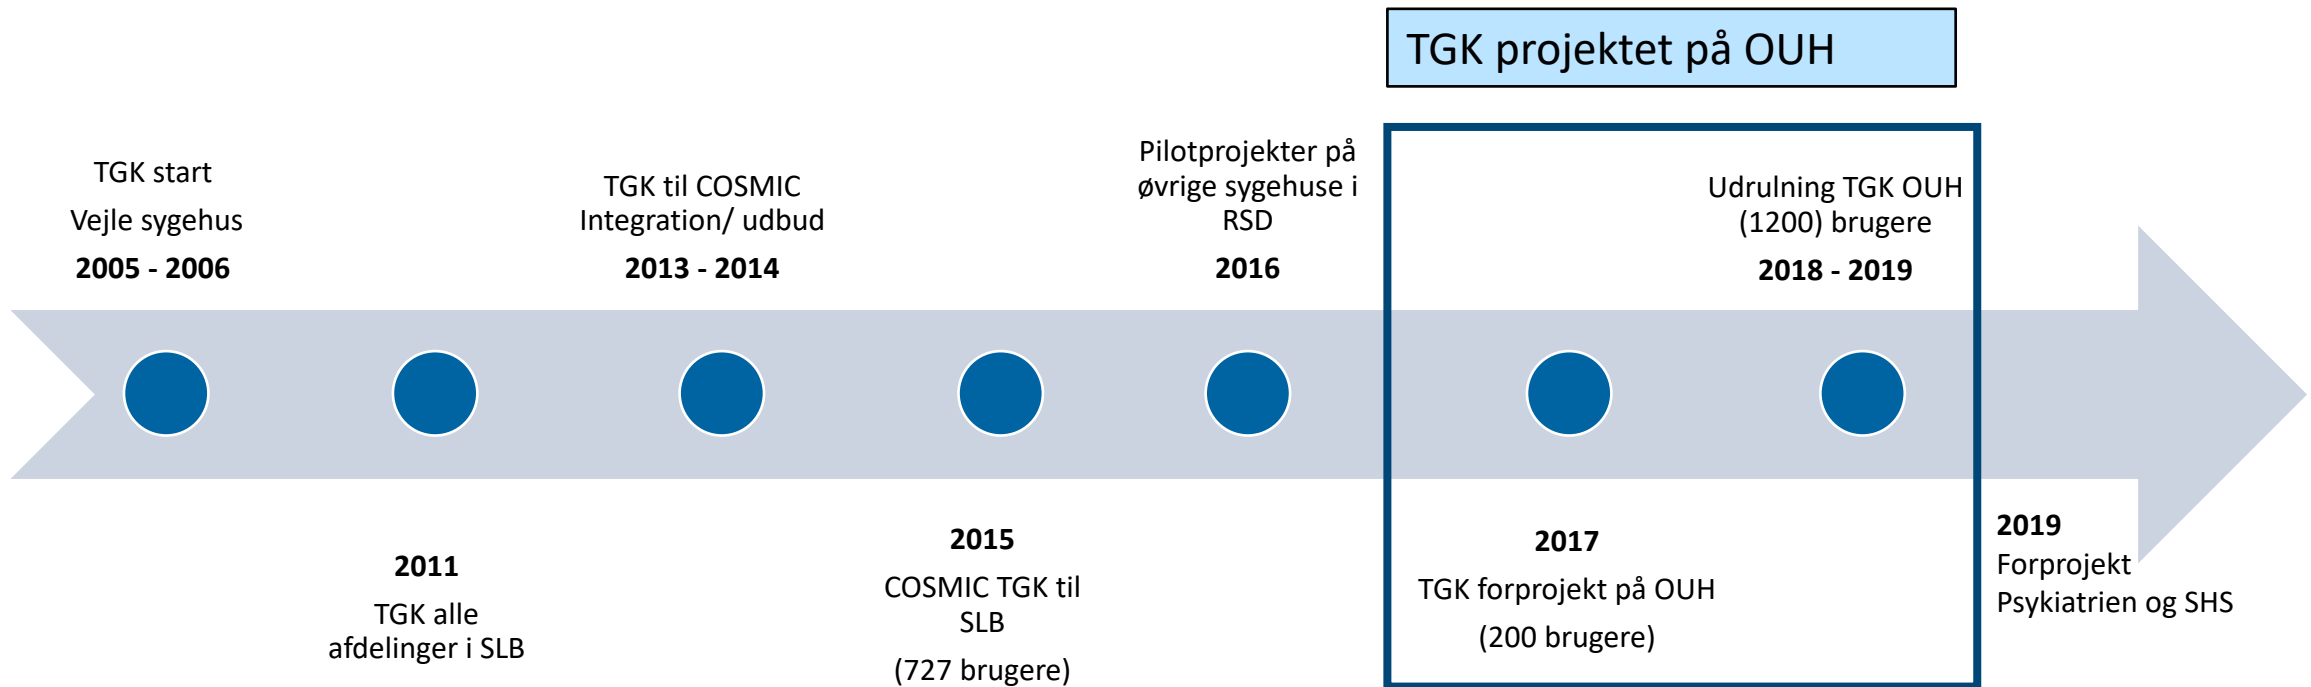 TGK projektet på OUH
TGK start
Vejle sygehus
2005 - 2006
TGK til COSMIC
Integration/ udbud
2013 - 2014
Pilotprojekter på
øvrige sygehuse i
RSD
2016
Udrulning TGK OUH
(1200) brugere
2018 - 2019
2011
TGK alle
afdelinger i SLB
2015
COSMIC TGK til
SLB
(727 brugere)
2017
TGK forprojekt på OUH
(200 brugere)
2019
Forprojekt
Psykiatrien og SHS